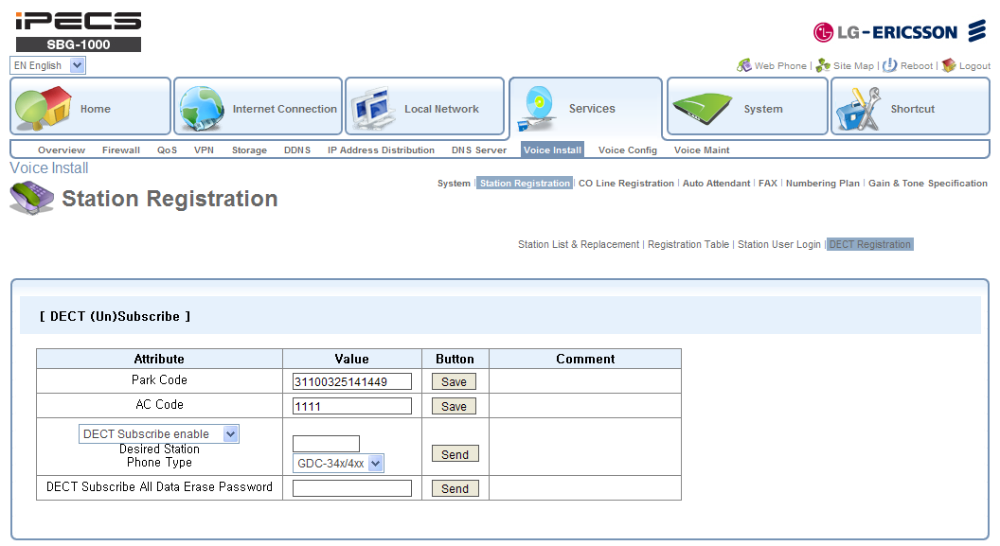 iPECS
SBG-1000
LG-ERICSSON
EN English
Web Phone | Site Map | Reboot | Logout
Home Internet Connection Local Network Services System Shortcut
Overview Firewall QoS VPN Storage DDNS IP Address Distribution DNS Server Voice Install Voice Config Voice Maint
Voice Install
System | Station Registration | CO Line Registration | Auto Attendant | FAX | Numbering Plan | Gain & Tone Specification
Station Registration
Station List & Replacement | Registration Table | Station User Login | DECT Registration
[ DECT (Un)Subscribe ]
Attribute Value Button Comment
Park Code 31100325141449 Save
AC Code 1111 Save
DECT Subscribe enable
Desired Station
Phone Type GDC-34x/4xx Send
DECT Subscribe All Data Erase Password Send